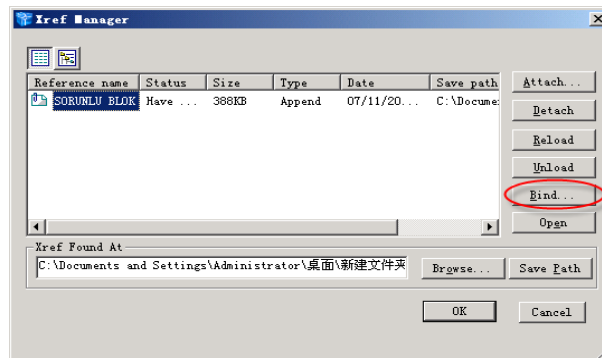 Xref Manager
Reference name Status Size Type Date Save path
SORUNLU BLOK Have ... 388KB Append 07/11/20... C:\Docume
Attach...
Detach
Reload
Unload
Bind...
Open
Xref Found At
C:\Documents and Settings\Administrator\桌面\新建文件夹
Browse... Save Path
OK Cancel